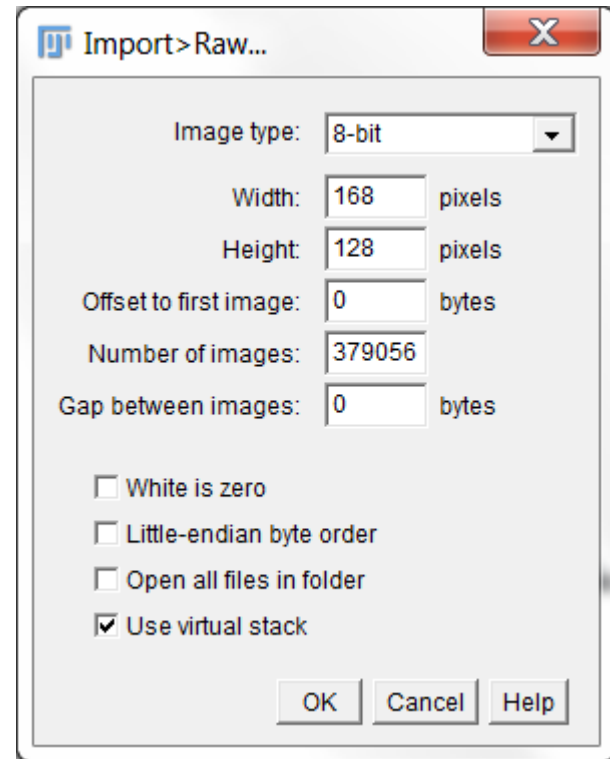 Import>Raw...
Image type: 8-bit
Width: 168 pixels
Height: 128 pixels
Offset to first image: 0 bytes
Number of images: 379056
Gap between images: 0 bytes
White is zero
Little-endian byte order
Open all files in folder
Use virtual stack
OK Cancel Help